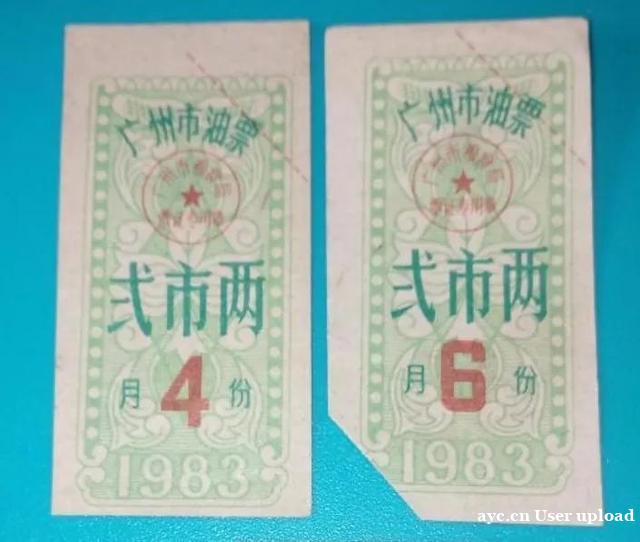 广州市油票
弍市两
月4份
1983
广州市油票
弍市两
月6份
1983
ayc.cn User upload